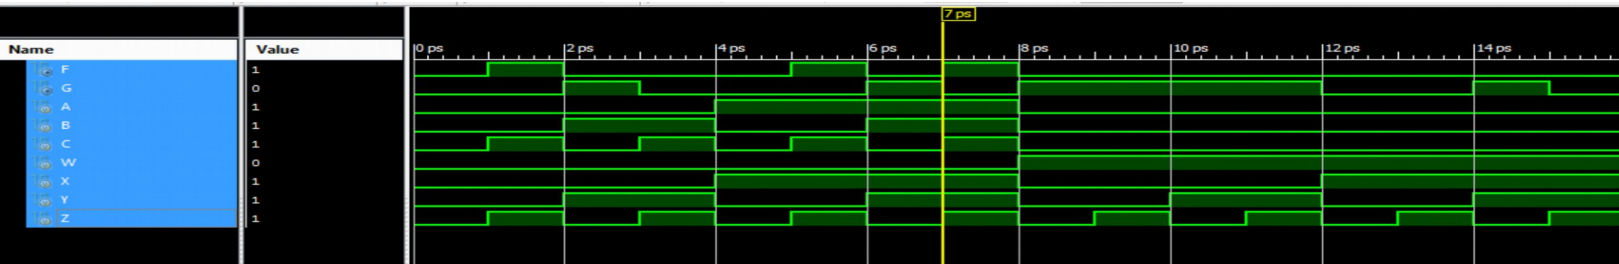 7 ps
Name Value 0 ps 2 ps 4 ps 6 ps 8 ps 10 ps 12 ps 14 ps
F 1
G 0
A 1
B 1
C 1
W 0
X 1
Y 1
Z 1